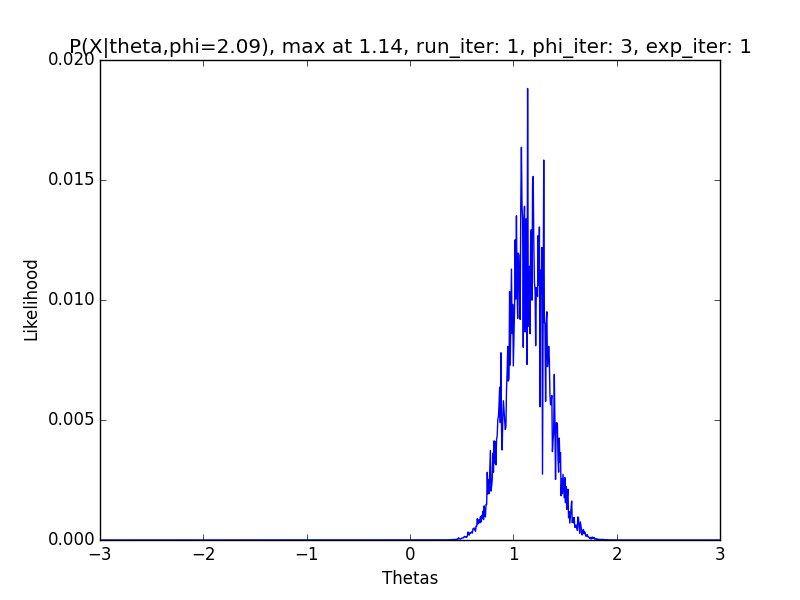 P(X|theta,phi=2.09), max at 1.14, run_iter: 1, phi_iter: 3, exp_iter: 1
0.020
0.015
0.010
0.005
0.000
Likelihood
−3 −2 −1 0 1 2 3
Thetas